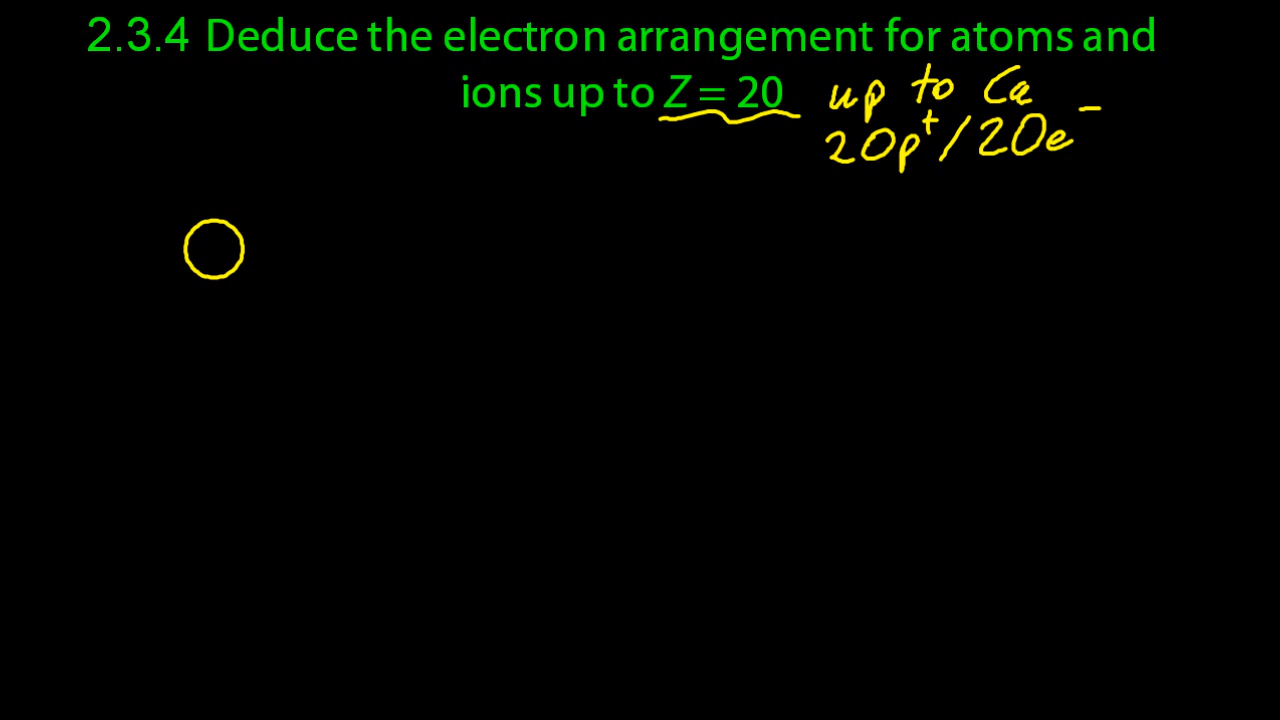 2.3.4 Deduce the electron arrangement for atoms and
ions up to Z = 20 up to Ca
20p⁺/20e⁻